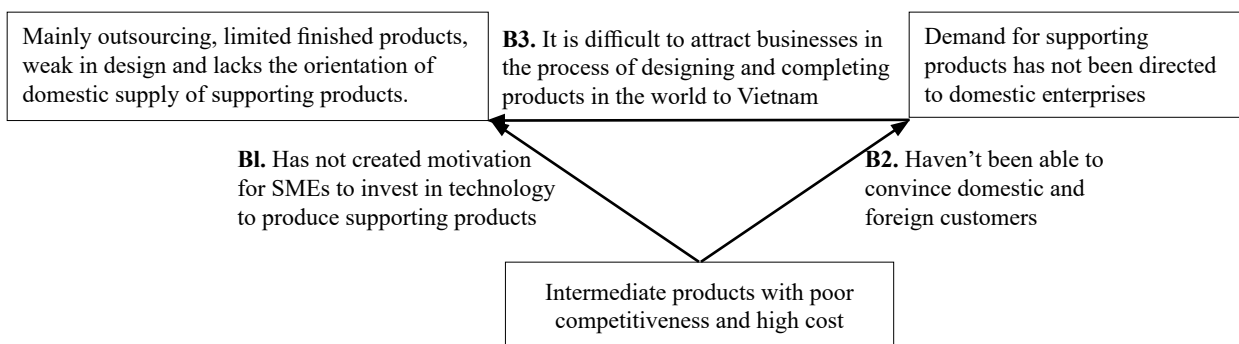 Mainly outsourcing, limited finished products,
weak in design and lacks the orientation of
domestic supply of supporting products.
B3. It is difficult to attract businesses in
the process of designing and completing
products in the world to Vietnam
Demand for supporting
products has not been directed
to domestic enterprises
Bl. Has not created motivation
for SMEs to invest in technology
to produce supporting products
B2. Haven’t been able to
convince domestic and
foreign customers
Intermediate products with poor
competitiveness and high cost